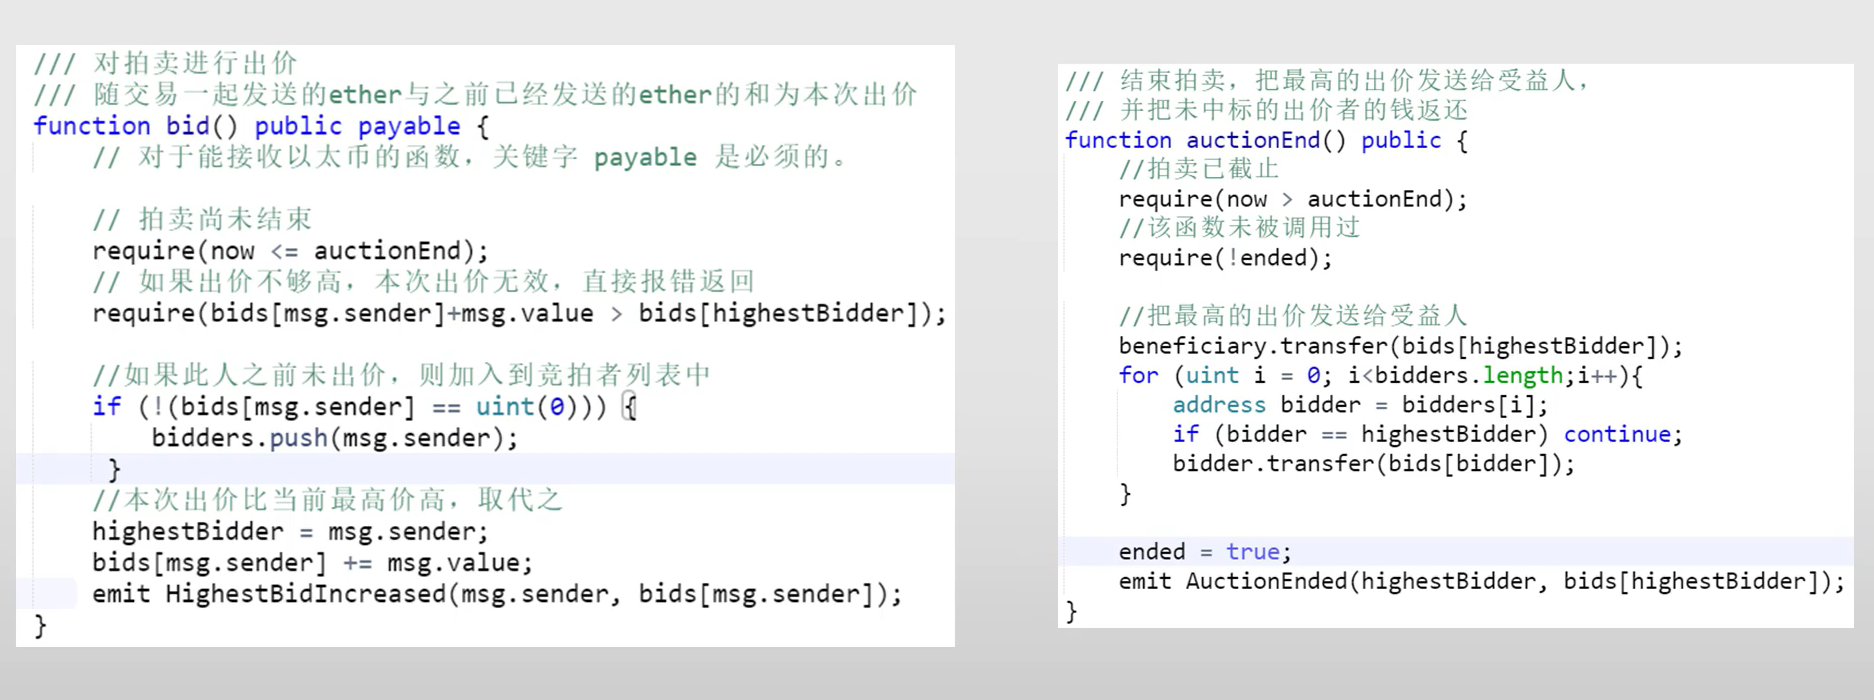 /// 对拍卖进行出价
/// 随交易一起发送的ether与之前已经发送的ether的和为本次出价
function bid() public payable {
// 对于能接收以太币的函数，关键字 payable 是必须的。
// 拍卖尚未结束
require(now <= auctionEnd);
// 如果出价不够高，本次出价无效，直接报错返回
require(bids[msg.sender]+msg.value > bids[highestBidder]);
//如果此人之前未出价，则加入到竞拍者列表中
if (!(bids[msg.sender] == uint(0))) {
bidders.push(msg.sender);
}
//本次出价比当前最高价高，取代之
highestBidder = msg.sender;
bids[msg.sender] += msg.value;
emit HighestBidIncreased(msg.sender, bids[msg.sender]);
}
/// 结束拍卖，把最高的出价发送给受益人，
/// 并把未中标的出价者的钱返还
function auctionEnd() public {
//拍卖已截止
require(now > auctionEnd);
//该函数未被调用过
require(!ended);
//把最高的出价发送给受益人
beneficiary.transfer(bids[highestBidder]);
for (uint i = 0; i<bidders.length;i++){
address bidder = bidders[i];
if (bidder == highestBidder) continue;
bidder.transfer(bids[bidder]);
}
ended = true;
emit AuctionEnded(highestBidder, bids[highestBidder]);
}